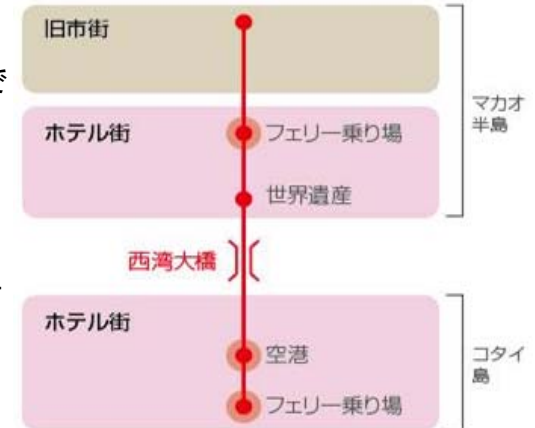 旧市街
マカオ
半島
ホテル街
フェリー乗り場
世界遺産
西湾大橋
ホテル街
空港
コタイ
島
フェリー乗り場